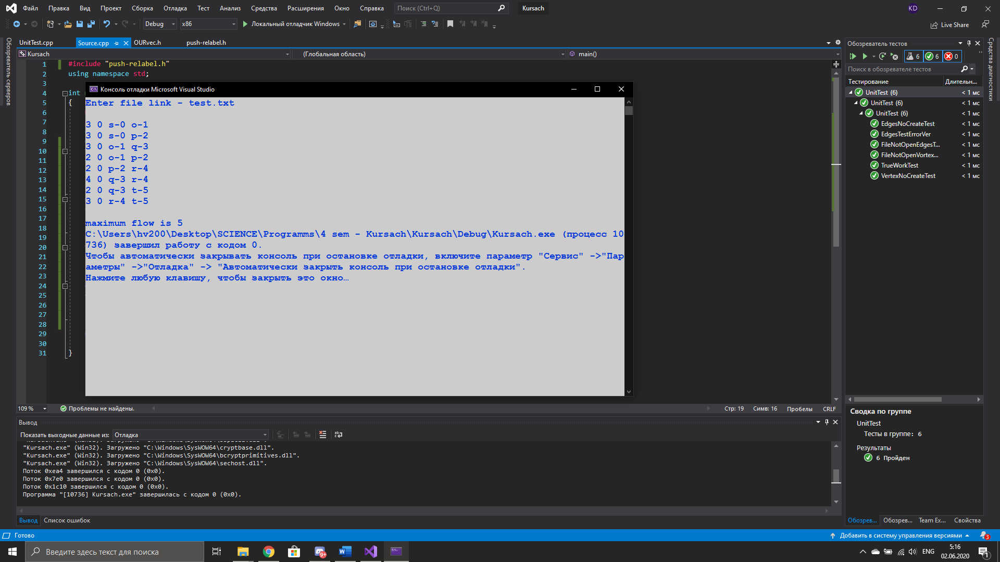 Файл Правка Вид Проект Сборка Отладка Тест Анализ Средства Расширения Окно Справка Поиск (Ctrl+Q) Kursach KD
Debug x86 Локальный отладчик Windows Live Share
Обозреватель серверов
UnitTest.cpp Source.cpp OURvec.h push-relabel.h
Kursach (Глобальная область) main()
1 #include "push-relabel.h"
2 using namespace std;
3
4 int
5 {
6
7
8
9
10
11
12
13
14
15
16
17
18
19
20
21
22
23
24
25
26
27
28
29
30
31 }
Консоль отладки Microsoft Visual Studio
Enter file link - test.txt
3 0 s-0 o-1
3 0 s-0 p-2
3 0 o-1 q-3
2 0 o-1 p-2
2 0 p-2 r-4
4 0 q-3 r-4
2 0 q-3 t-5
3 0 r-4 t-5
maximum flow is 5
C:\Users\hv200\Desktop\SCIENCE\Programms\4 sem - Kursach\Kursach\Debug\Kursach.exe (процесс 10
736) завершил работу с кодом 0.
Чтобы автоматически закрывать консоль при остановке отладки, включите параметр "Сервис" ->"Пар
аметры" ->"Отладка" -> "Автоматически закрыть консоль при остановке отладки".
Нажмите любую клавишу, чтобы закрыть это окно…
109 % Проблемы не найдены. Стр: 19 Симв: 16 Пробелы CRLF
Вывод
Показать выходные данные из: Отладка
"Kursach.exe" (Win32). Загружено "C:\Windows\SysWOW64\cryptbase.dll".
"Kursach.exe" (Win32). Загружено "C:\Windows\SysWOW64\bcryptprimitives.dll".
"Kursach.exe" (Win32). Загружено "C:\Windows\SysWOW64\sechost.dll".
Поток 0xea4 завершился с кодом 0 (0x0).
Поток 0x7e0 завершился с кодом 0 (0x0).
Поток 0x1c10 завершился с кодом 0 (0x0).
Программа "[10736] Kursach.exe" завершилась с кодом 0 (0x0).
Вывод Список ошибок
Обозреватель тестов
6 6 0
Поиск в обозревателе тестов
Тестирование Длительн...
UnitTest (6) < 1 мс
UnitTest (6) < 1 мс
UnitTest (6) < 1 мс
EdgesNoCreateTest < 1 мс
EdgesTestErrorVer < 1 мс
FileNotOpenEdgesT... < 1 мс
FileNotOpenVortex... < 1 мс
TrueWorkTest < 1 мс
VertexNoCreateTest < 1 мс
Сводка по группе
UnitTest
Тесты в группе: 6
Результаты
6 Пройден
Обозрев... Обозрев... Team Ex... Свойства
Средства диагностики
Готово Добавить в систему управления версиями 3
Введите здесь текст для поиска 9+ ENG 5:16
02.06.2020 1